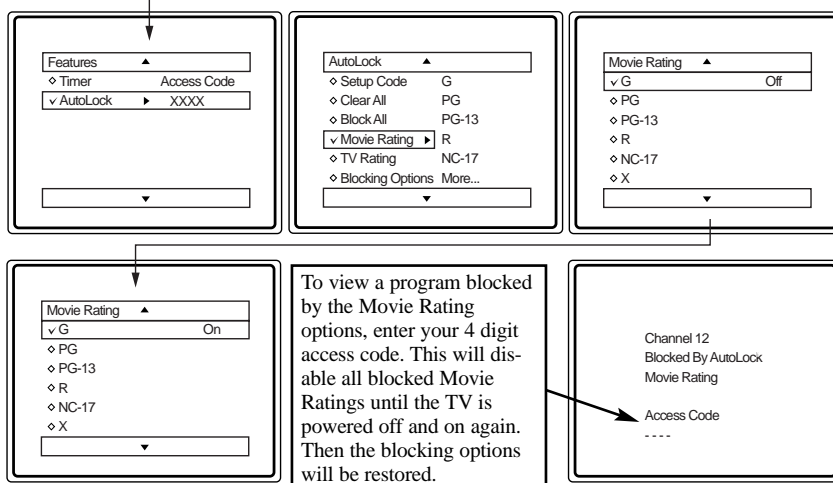 Features ▲
◇ Timer Access Code
✓ AutoLock ► XXXX
▼
AutoLock ▲
◇ Setup Code G
◇ Clear All PG
◇ Block All PG-13
✓ Movie Rating ► R
◇ TV Rating NC-17
◇ Blocking Options More...
▼
Movie Rating ▲
✓ G Off
◇ PG
◇ PG-13
◇ R
◇ NC-17
◇ X
▼
Movie Rating ▲
✓ G On
◇ PG
◇ PG-13
◇ R
◇ NC-17
◇ X
▼
To view a program blocked
by the Movie Rating
options, enter your 4 digit
access code. This will dis-
able all blocked Movie
Ratings until the TV is
powered off and on again.
Then the blocking options
will be restored.
Channel 12
Blocked By AutoLock
Movie Rating
Access Code
- - - -